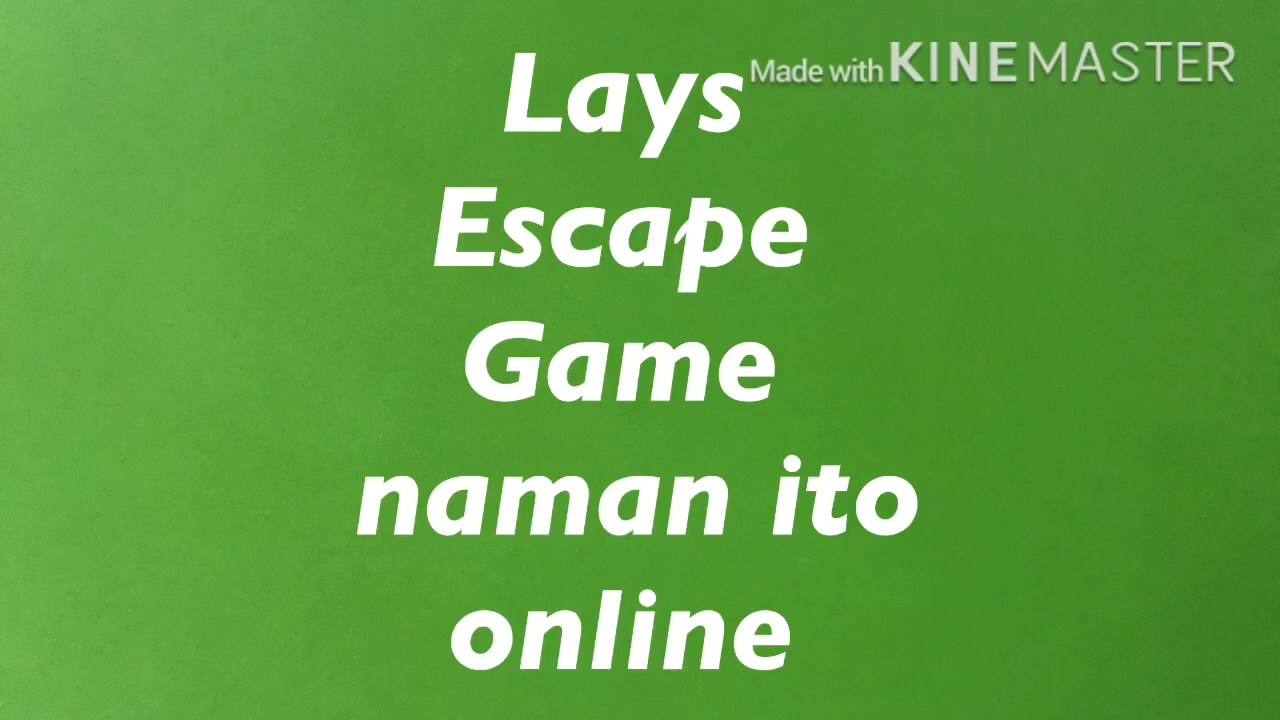 Lays
Made with KINEMASTER
Escape
Game
naman ito
online